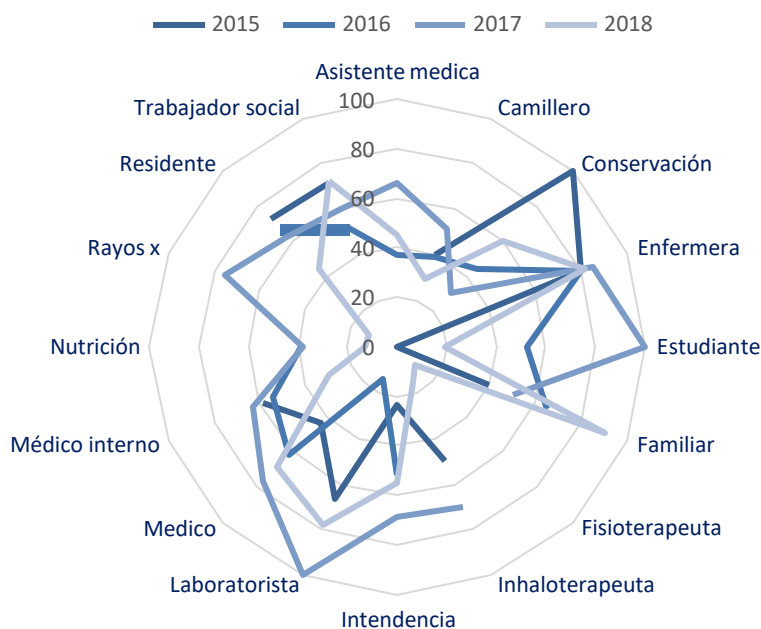 2015 2016 2017 2018
Asistente medica
Trabajador social
Camillero
Residente
Conservación
Rayos x
Enfermera
Nutrición
Estudiante
Médico interno
Familiar
Medico
Fisioterapeuta
Laboratorista
Inhaloterapeuta
Intendencia
100
80
60
40
20
0